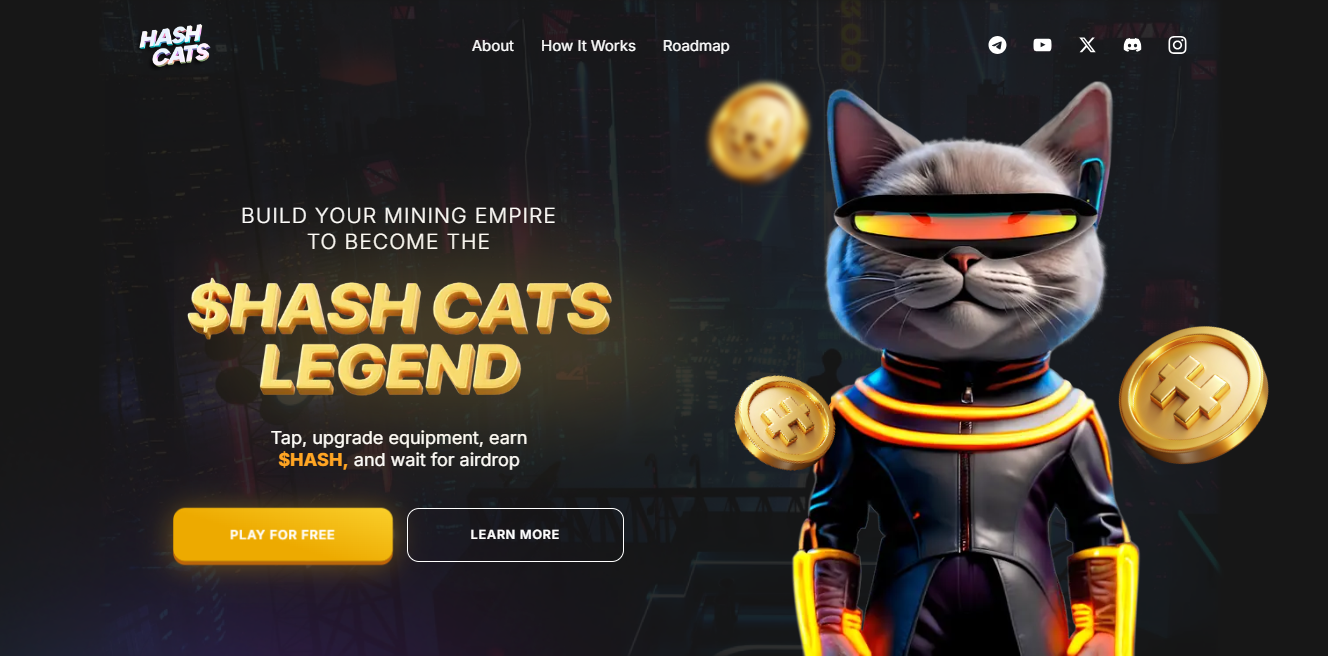 HASH
CATS
About
How It Works
Roadmap
BUILD YOUR MINING EMPIRE
TO BECOME THE
$HASH CATS
LEGEND
Tap, upgrade equipment, earn
$HASH, and wait for airdrop
PLAY FOR FREE
LEARN MORE